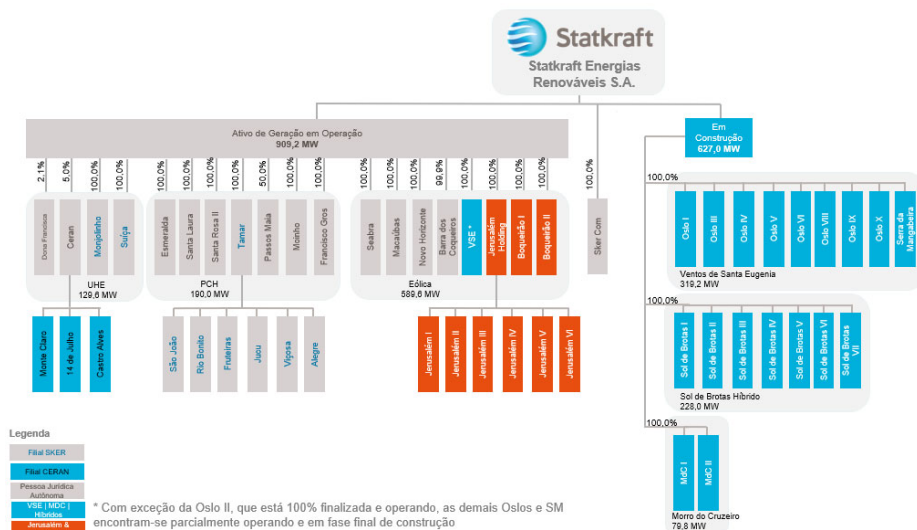 Statkraft
Statkraft Energias
Renováveis S.A.
Ativo de Geração em Operação
909,2 MW
Em
Construção
627,0 MW
2,1%
5,0%
100,0%
100,0%
100,0%
100,0%
100,0%
100,0%
50,0%
100,0%
100,0%
100,0%
100,0%
100,0%
99,9%
100,0%
100,0%
100,0%
100,0%
100,0%
Dona Francisca
Ceran
Monjolinho
Suíça
UHE
129,6 MW
Esmeralda
Santa Laura
Santa Rosa II
Tamar
Passos Maia
Moinho
Francisco Gros
PCH
190,0 MW
Seabra
Macaúbas
Novo Horizonte
Barra dos
Coqueiros
VSE *
Jerusalém
Holding
Boqueirão I
Boqueirão II
Eólica
589,6 MW
Sker Com
Monte Claro
14 de Julho
Castro Alves
São João
Rio Bonito
Fruteiras
Jucu
Viçosa
Alegre
Jerusalém I
Jerusalém II
Jerusalém III
Jerusalém IV
Jerusalém V
Jerusalém VI
100,0%
Oslo I
Oslo III
Oslo IV
Oslo V
Oslo VI
Oslo VIII
Oslo IX
Oslo X
Serra da
Mangabeira
Ventos de Santa Eugenia
319,2 MW
100,0%
Sol de Brotas I
Sol de Brotas II
Sol de Brotas III
Sol de Brotas IV
Sol de Brotas V
Sol de Brotas VI
Sol de Brotas
VII
Sol de Brotas Híbrido
228,0 MW
100,0%
MdC I
MdC II
Morro do Cruzeiro
79,8 MW
Legenda
Filial SKER
Filial CERAN
Pessoa Jurídica
Autônoma
VSE | MDC |
Híbridos
Jerusalém &
* Com exceção da Oslo II, que está 100% finalizada e operando, as demais Oslos e SM
encontram-se parcialmente operando e em fase final de construção